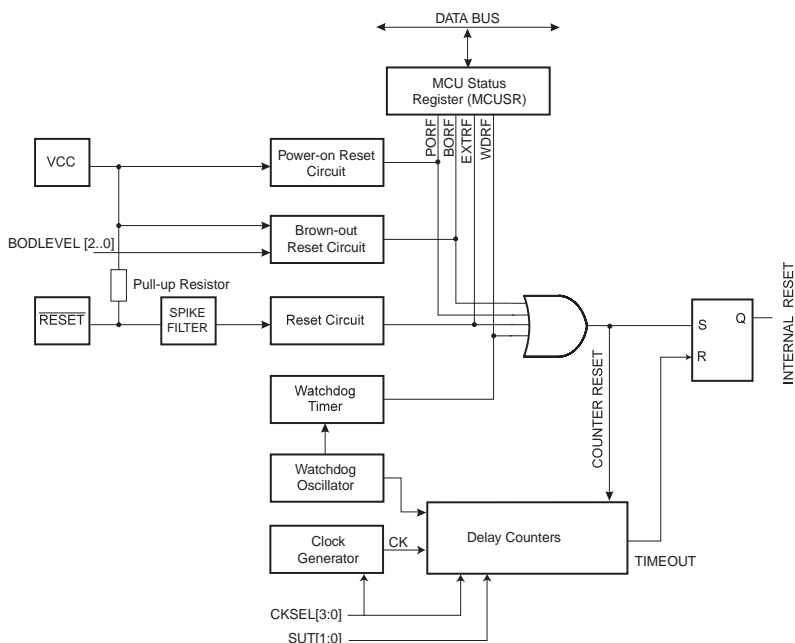 DATA BUS
MCU Status
Register (MCUSR)
PORF
BORF
EXTRF
WDRF
VCC
Power-on Reset
Circuit
BODLEVEL [2..0]
Brown-out
Reset Circuit
Pull-up Resistor
RESET
SPIKE
FILTER
Reset Circuit
S
Q
R
INTERNAL RESET
COUNTER RESET
Watchdog
Timer
Watchdog
Oscillator
Clock
Generator
CK
Delay Counters
TIMEOUT
CKSEL[3:0]
SUT[1:0]